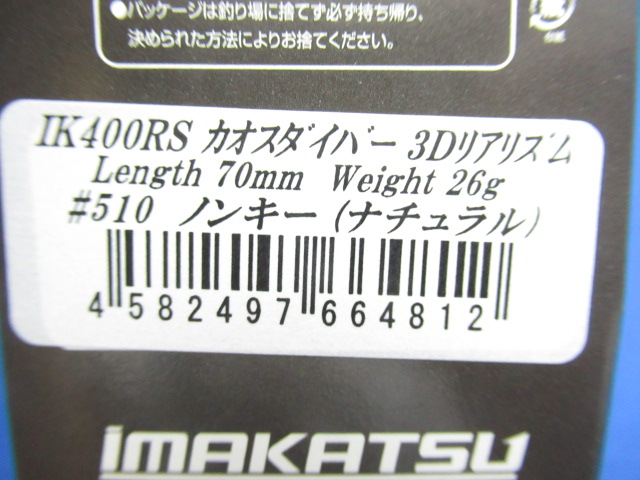 ●パッケージは釣り場に捨てず必ず持ち帰り、
決められた方法によりお捨てください。
IK400RS カオスダイバー 3Dリアリズム
Length 70mm Weight 26g
#510 ノンキー (ナチュラル)
4 582497 664812
imakatsu